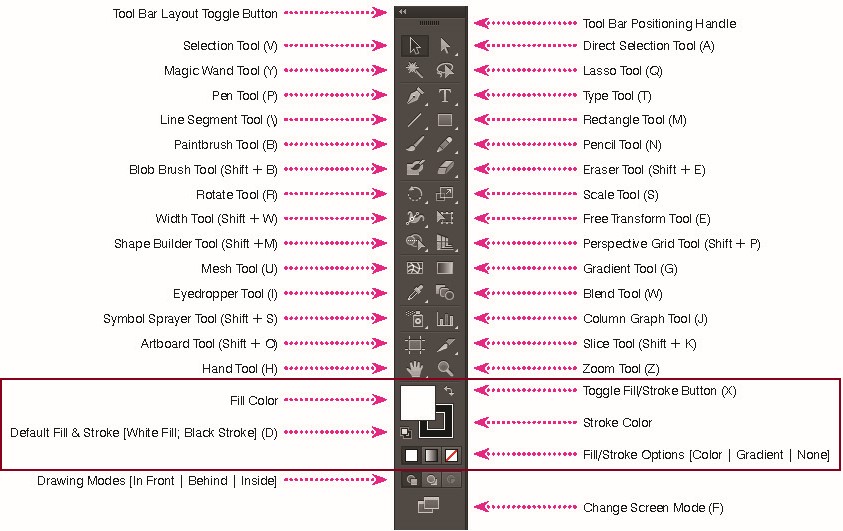 Tool Bar Layout Toggle Button
Tool Bar Positioning Handle
Selection Tool (V)
Direct Selection Tool (A)
Magic Wand Tool (Y)
Lasso Tool (Q)
Pen Tool (P)
Type Tool (T)
Line Segment Tool (\)
Rectangle Tool (M)
Paintbrush Tool (B)
Pencil Tool (N)
Blob Brush Tool (Shift + B)
Eraser Tool (Shift + E)
Rotate Tool (R)
Scale Tool (S)
Width Tool (Shift + W)
Free Transform Tool (E)
Shape Builder Tool (Shift +M)
Perspective Grid Tool (Shift + P)
Mesh Tool (U)
Gradient Tool (G)
Eyedropper Tool (I)
Blend Tool (W)
Symbol Sprayer Tool (Shift + S)
Column Graph Tool (J)
Artboard Tool (Shift + O)
Slice Tool (Shift + K)
Hand Tool (H)
Zoom Tool (Z)
Toggle Fill/Stroke Button (X)
Fill Color
Stroke Color
Default Fill & Stroke [White Fill; Black Stroke] (D)
Fill/Stroke Options [Color | Gradient | None]
Drawing Modes [In Front | Behind | Inside]
Change Screen Mode (F)